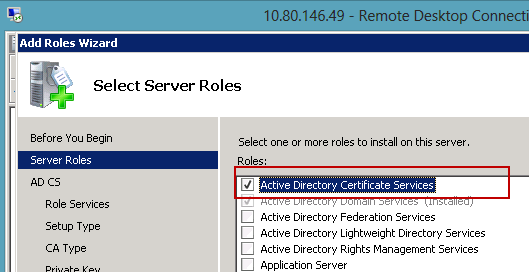 10.80.146.49 - Remote Desktop Connecti
Add Roles Wizard
Select Server Roles
Before You Begin
Server Roles
AD CS
Role Services
Setup Type
CA Type
Private Key
Select one or more roles to install on this server.
Roles:
Active Directory Certificate Services
Active Directory Domain Services (Installed)
Active Directory Federation Services
Active Directory Lightweight Directory Services
Active Directory Rights Management Services
Application Server